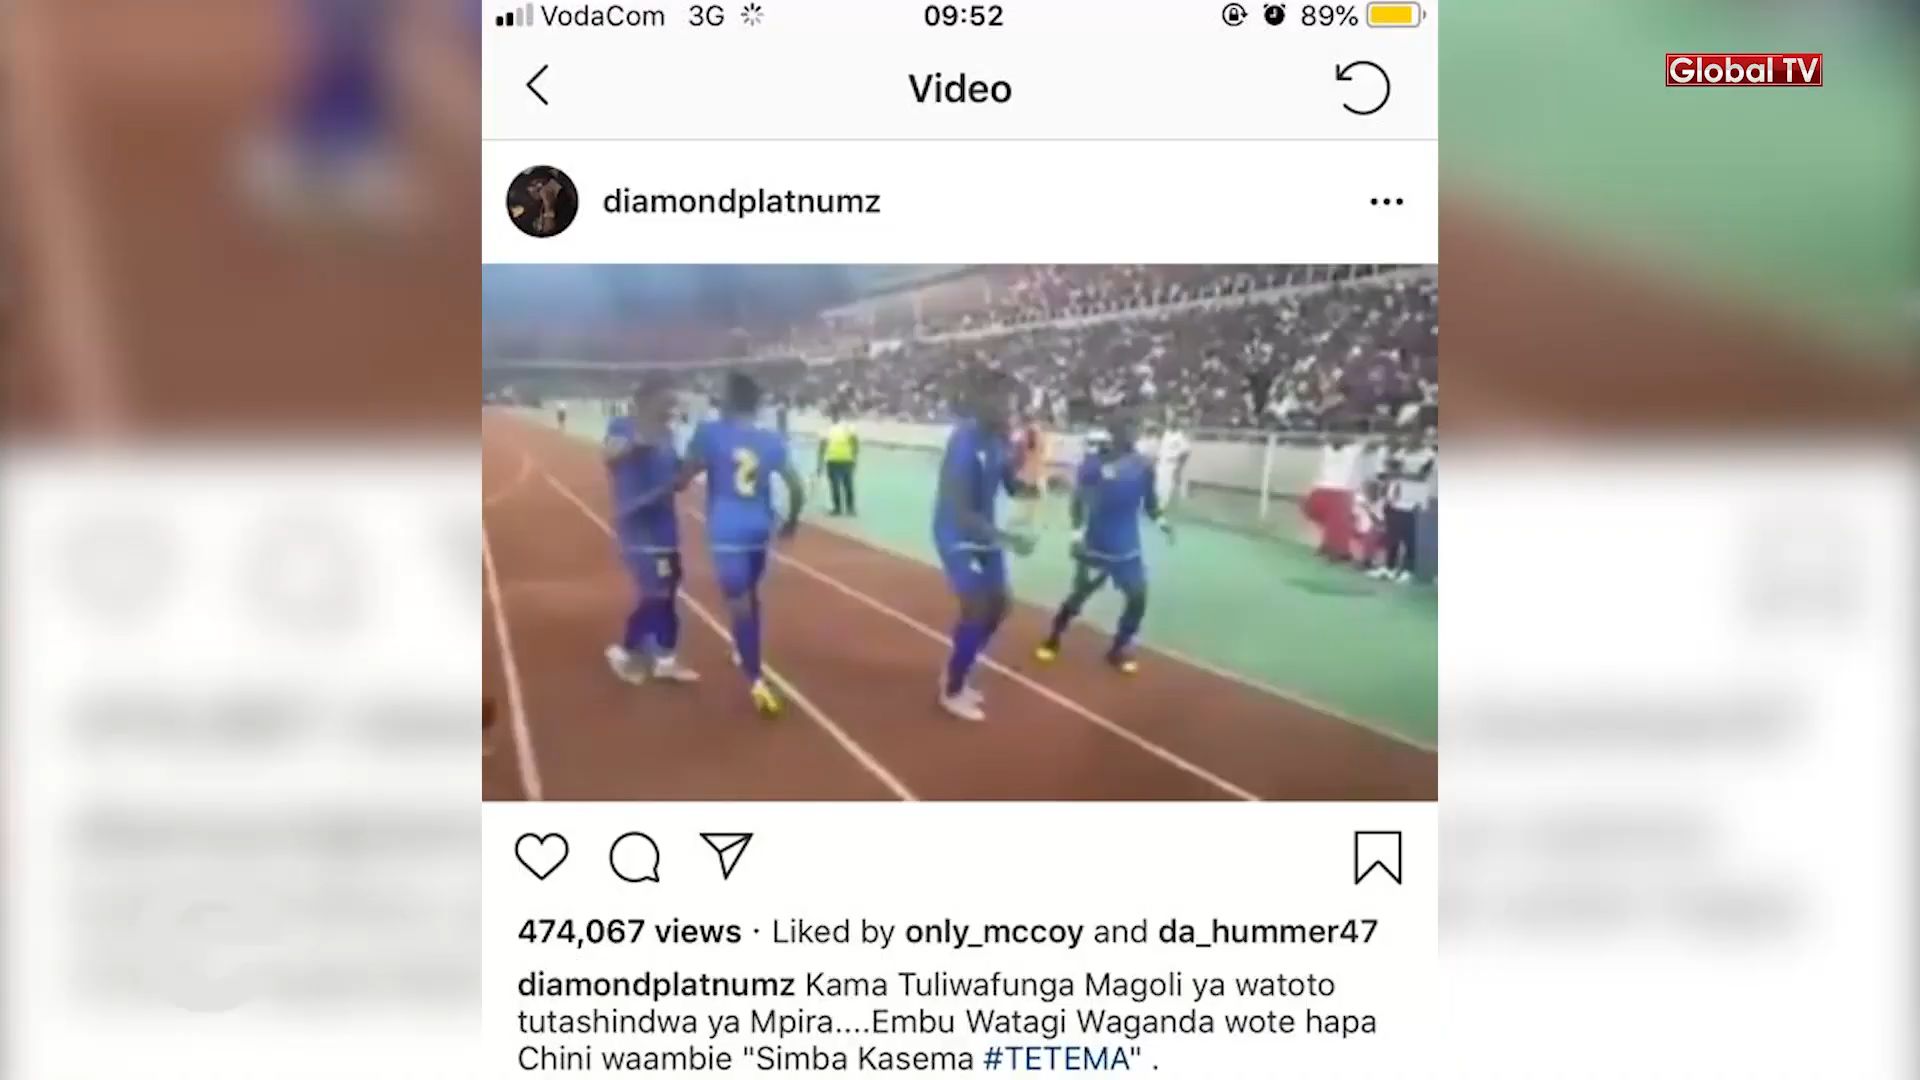 VodaCom 3G 09:52 89%
Global TV
Video
diamondplatnumz
2
474,067 views · Liked by only_mccoy and da_hummer47
diamondplatnumz Kama Tuliwafunga Magoli ya watoto
tutashindwa ya Mpira....Embu Watagi Waganda wote hapa
Chini waambie "Simba Kasema #TETEMA" .